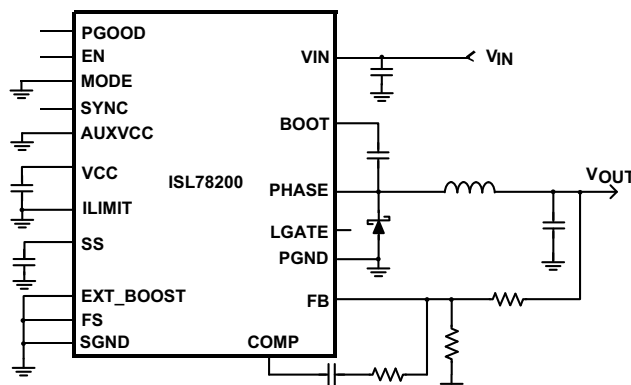 PGOOD
EN
MODE
SYNC
AUXVCC
VCC
ILIMIT
SS
EXT_BOOST
FS
SGND
ISL78200
VIN
BOOT
PHASE
LGATE
PGND
FB
COMP
VIN
VOUT